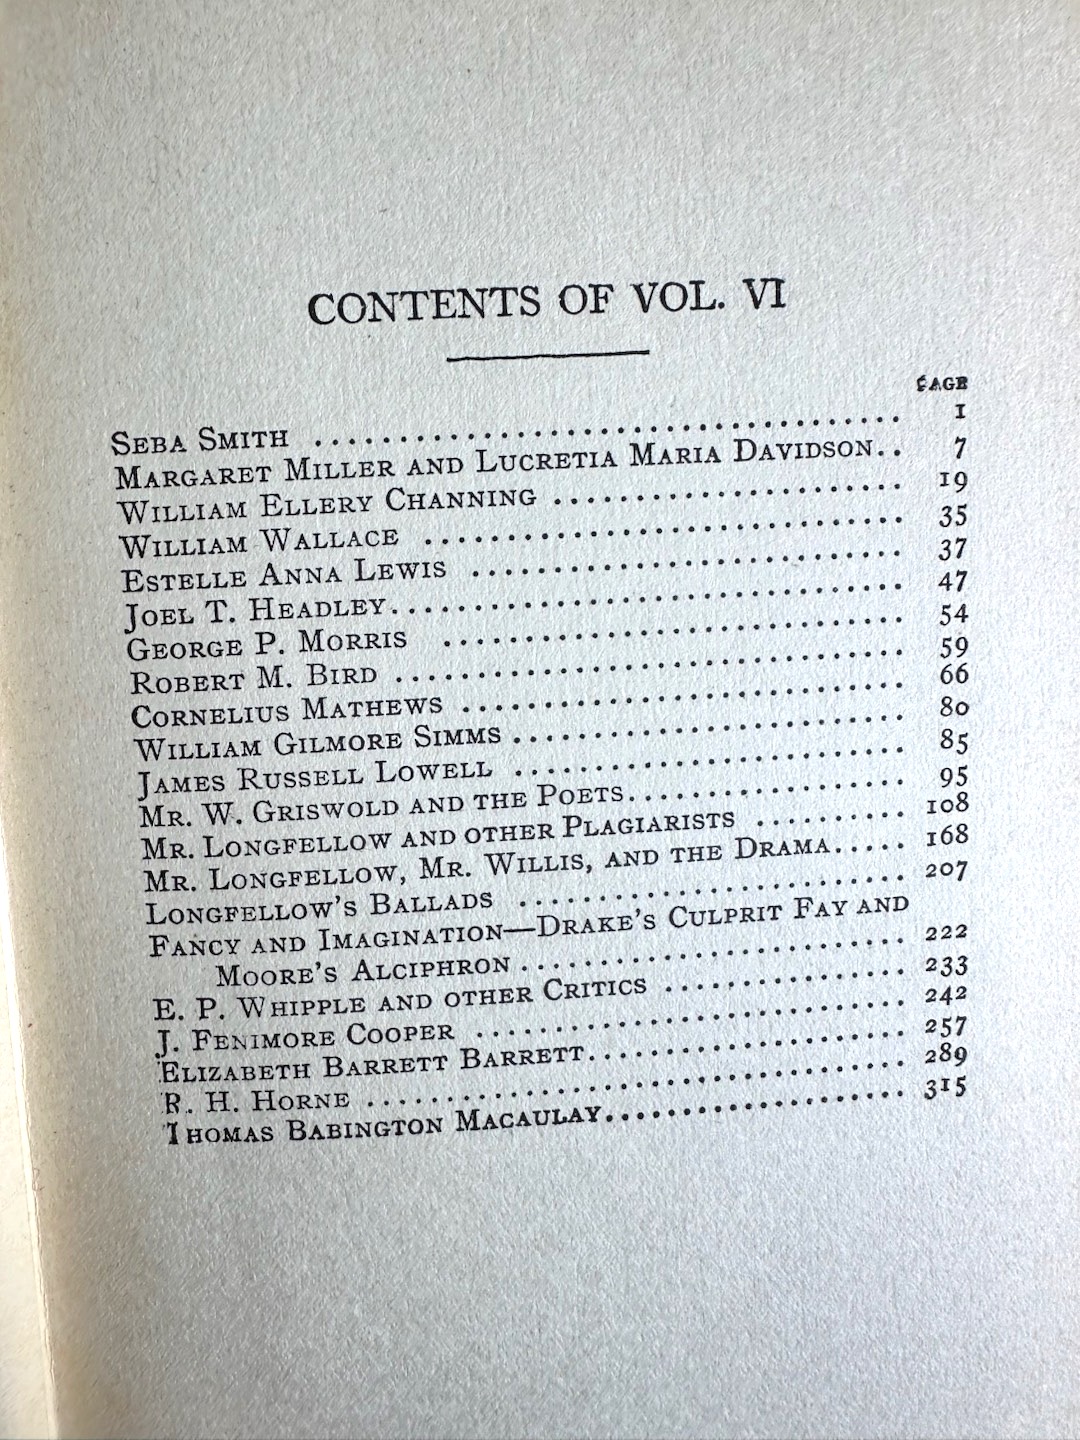 CONTENTS OF VOL. VI
PAGE
SEBA SMITH ........................................ 1
MARGARET MILLER AND LUCRETIA MARIA DAVIDSON.. 7
WILLIAM ELLERY CHANNING ......................... 19
WILLIAM WALLACE .................................. 35
ESTELLE ANNA LEWIS ............................... 37
JOEL T. HEADLEY................................... 47
GEORGE P. MORRIS ................................. 54
ROBERT M. BIRD ................................... 59
CORNELIUS MATHEWS ................................ 66
WILLIAM GILMORE SIMMS ............................ 80
JAMES RUSSELL LOWELL ............................. 85
MR. W. GRISWOLD AND THE POETS.................... 95
MR. LONGFELLOW AND OTHER PLAGIARISTS .......... 108
MR. LONGFELLOW, MR. WILLIS, AND THE DRAMA..... 168
LONGFELLOW'S BALLADS ............................ 207
FANCY AND IMAGINATION—DRAKE'S CULPRIT FAY AND
MOORE'S ALCIPHRON ............................ 222
E. P. WHIPPLE AND OTHER CRITICS ................. 233
J. FENIMORE COOPER .............................. 242
ELIZABETH BARRETT BARRETT....................... 257
R. H. HORNE ..................................... 289
THOMAS BABINGTON MACAULAY...................... 315